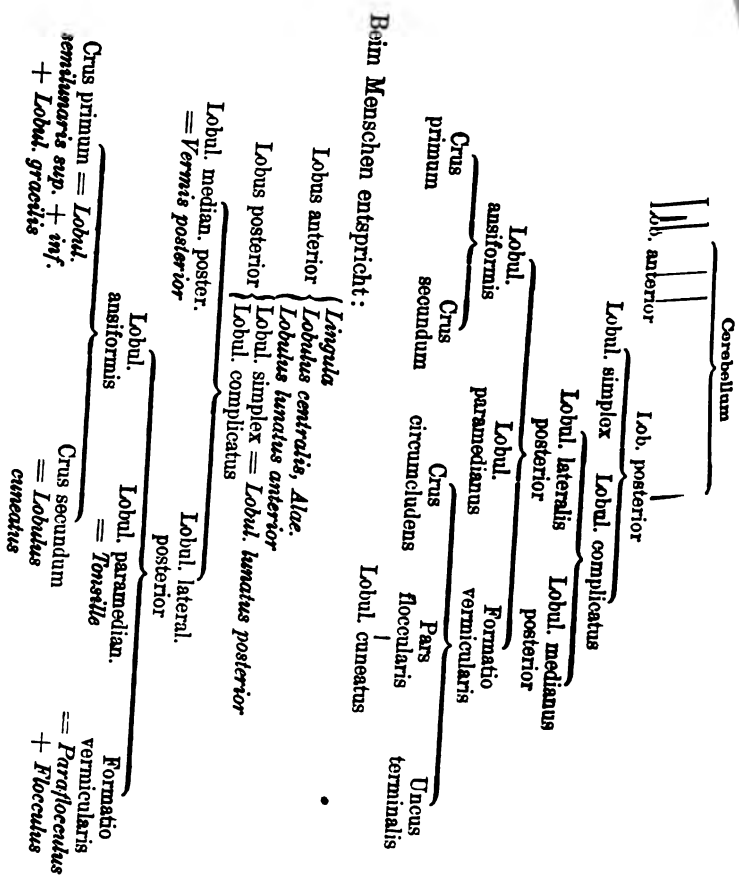 Cerebellum
Lob. anterior Lob. posterior
Lobul. simplex Lobul. complicatus
Lobul. lateralis Lobul. medianus
posterior posterior
Lobul. Lobul. Formatio
ansiformis paramedianus vermicularis
Crus Crus Crus Pars Uncus
primum secundum circumcludens floccularis terminalis
Lobul. cuneatus
Beim Menschen entspricht:
Lingula
Lobus anterior Lobulus centralis, Alae.
Lobulus lunatus anterior
Lobus posterior Lobul. simplex = Lobul. lunatus posterior
Lobul. complicatus
Lobul. median. poster. Lobul. lateral.
= Vermis posterior posterior
Lobul. Lobul. paramedian. Formatio
ansiformis = Tonsille vermicularis
= Paraflocculus
+ Flocculus
Crus primum = Lobul. Crus secundum
semilunaris sup. + inf. = Lobulus
+ Lobul. gracilis cuneatus